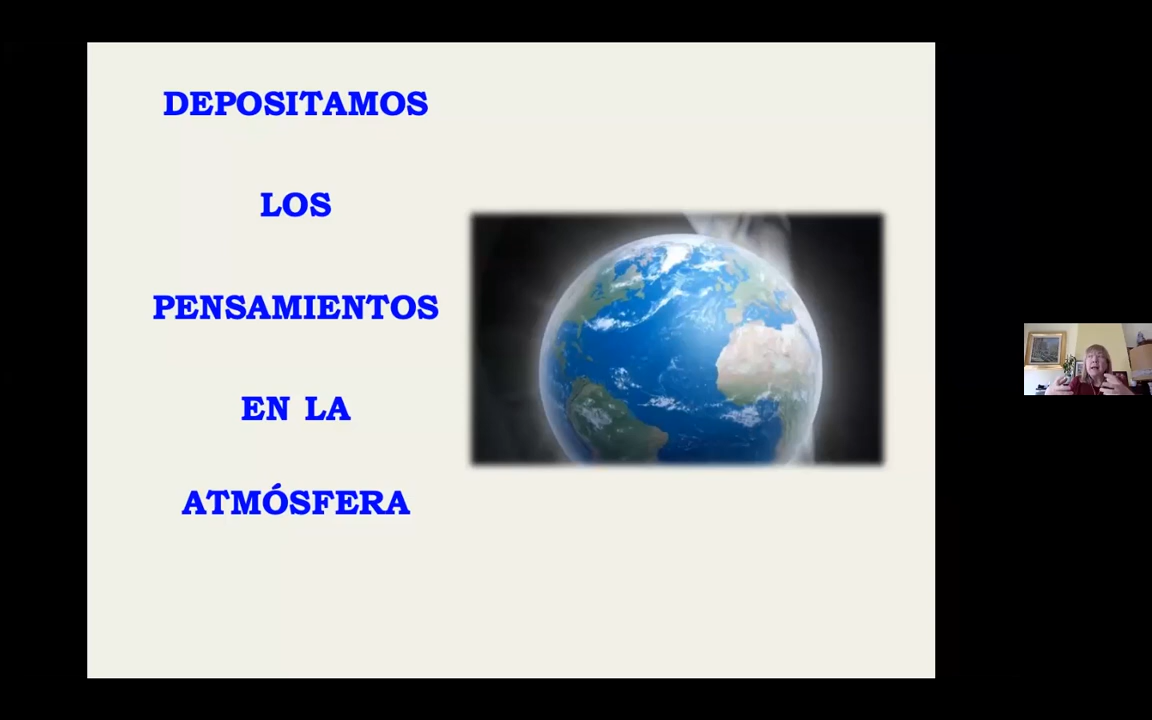 DEPOSITAMOS
LOS
PENSAMIENTOS
EN LA
ATMÓSFERA